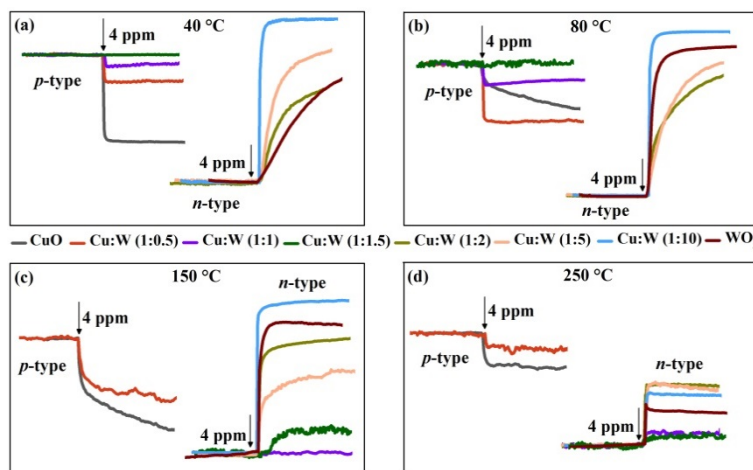 (a) 40 °C
4 ppm
p-type
4 ppm
n-type
(b) 80 °C
4 ppm
p-type
4 ppm
n-type
CuO Cu:W (1:0.5) Cu:W (1:1) Cu:W (1:1.5) Cu:W (1:2) Cu:W (1:5) Cu:W (1:10) WO
(c) 150 °C
n-type
4 ppm
p-type
4 ppm
(d) 250 °C
4 ppm
p-type
n-type
4 ppm